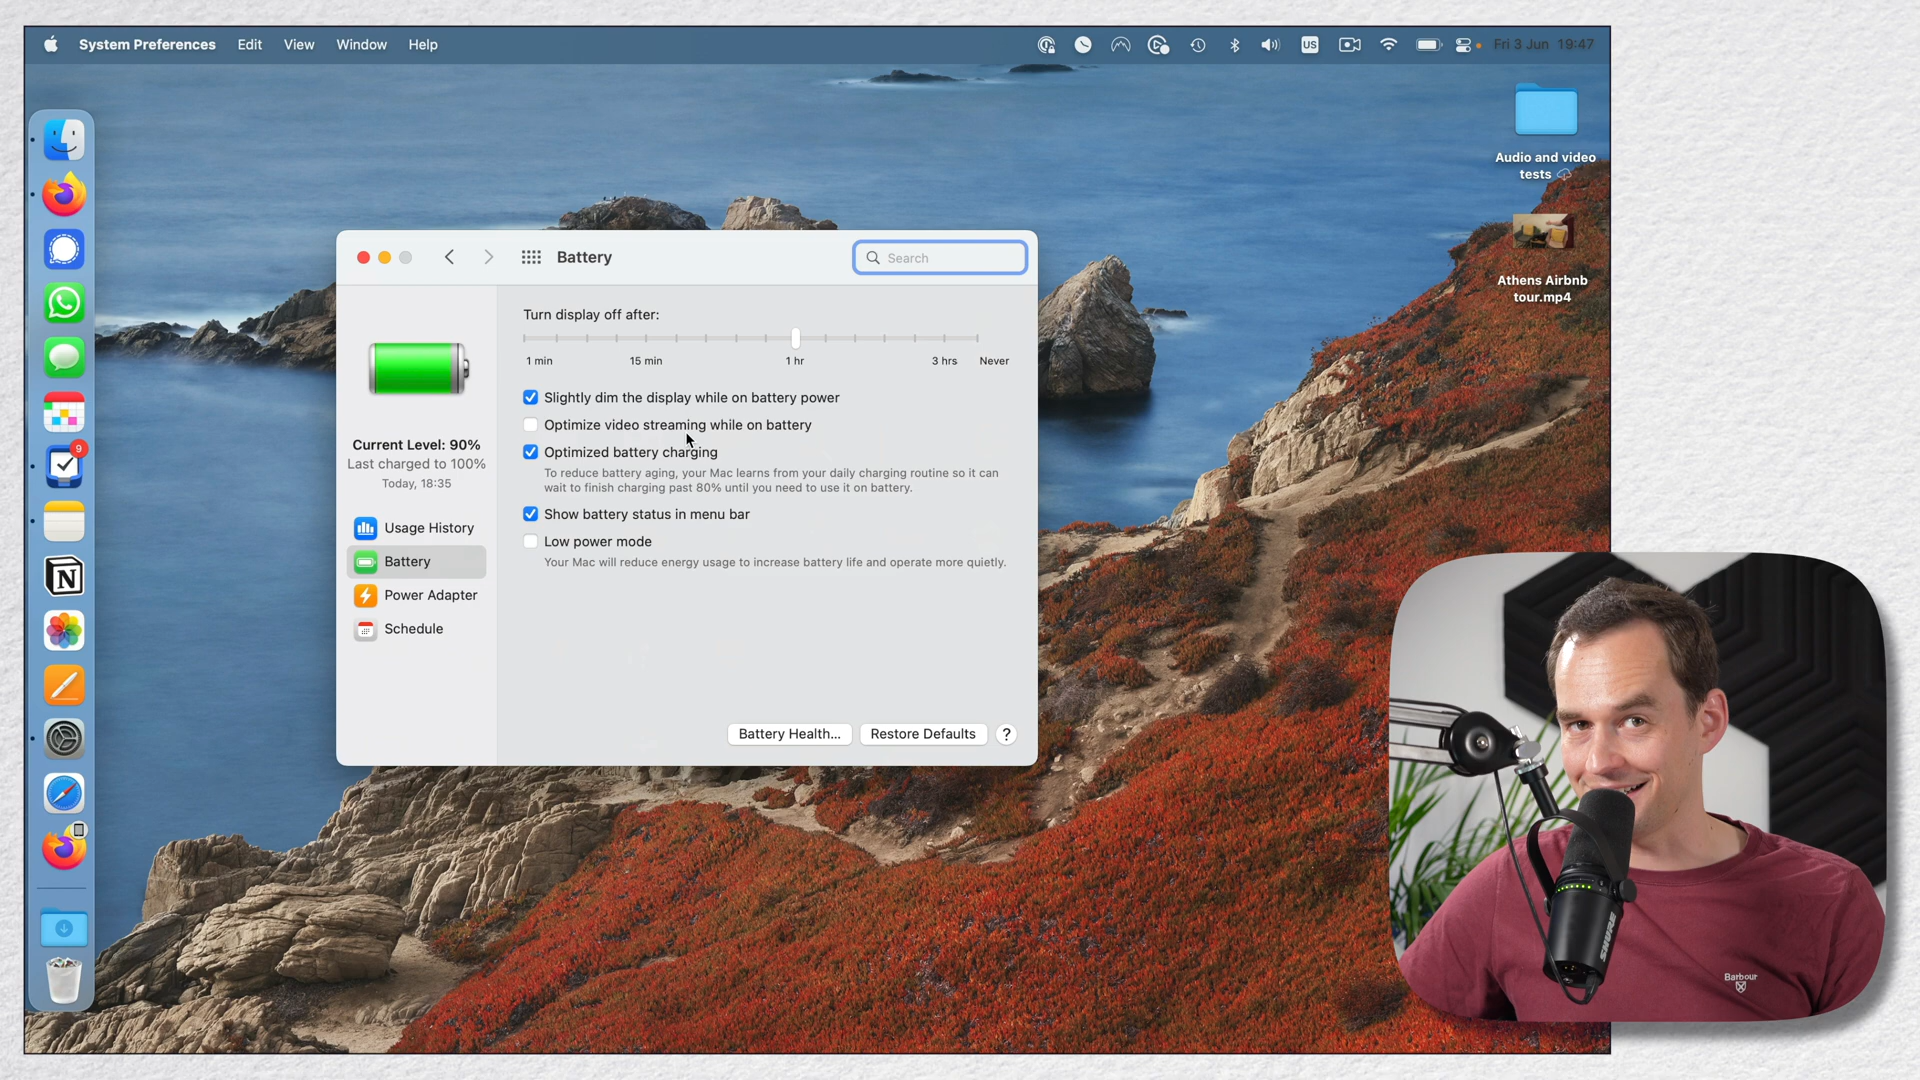 System Preferences Edit View Window Help
US Fri 3 Jun 19:47
Audio and video
tests
Athens Airbnb
tour.mp4
Battery
Search
Turn display off after:
1 min 15 min 1 hr 3 hrs Never
Slightly dim the display while on battery power
Optimize video streaming while on battery
Optimized battery charging
To reduce battery aging, your Mac learns from your daily charging routine so it can
wait to finish charging past 80% until you need to use it on battery.
Show battery status in menu bar
Low power mode
Your Mac will reduce energy usage to increase battery life and operate more quietly.
Current Level: 90%
Last charged to 100%
Today, 18:35
Usage History
Battery
Power Adapter
Schedule
Battery Health... Restore Defaults ?
9
N
SHURE
Barbour